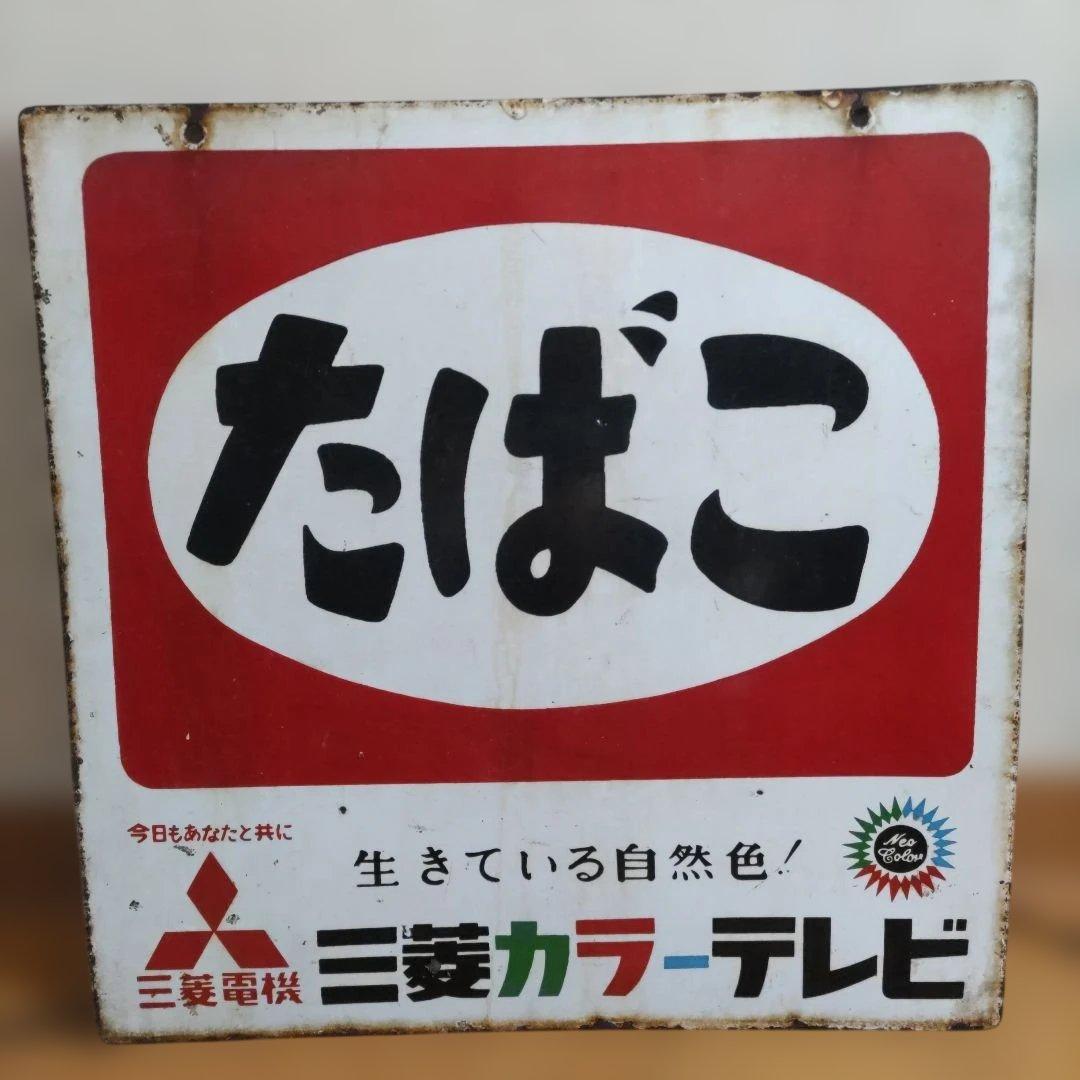 たばこ
今日もあなたと共に
生きている自然色!
Neo
Color
三菱電機
三菱カラーテレビ